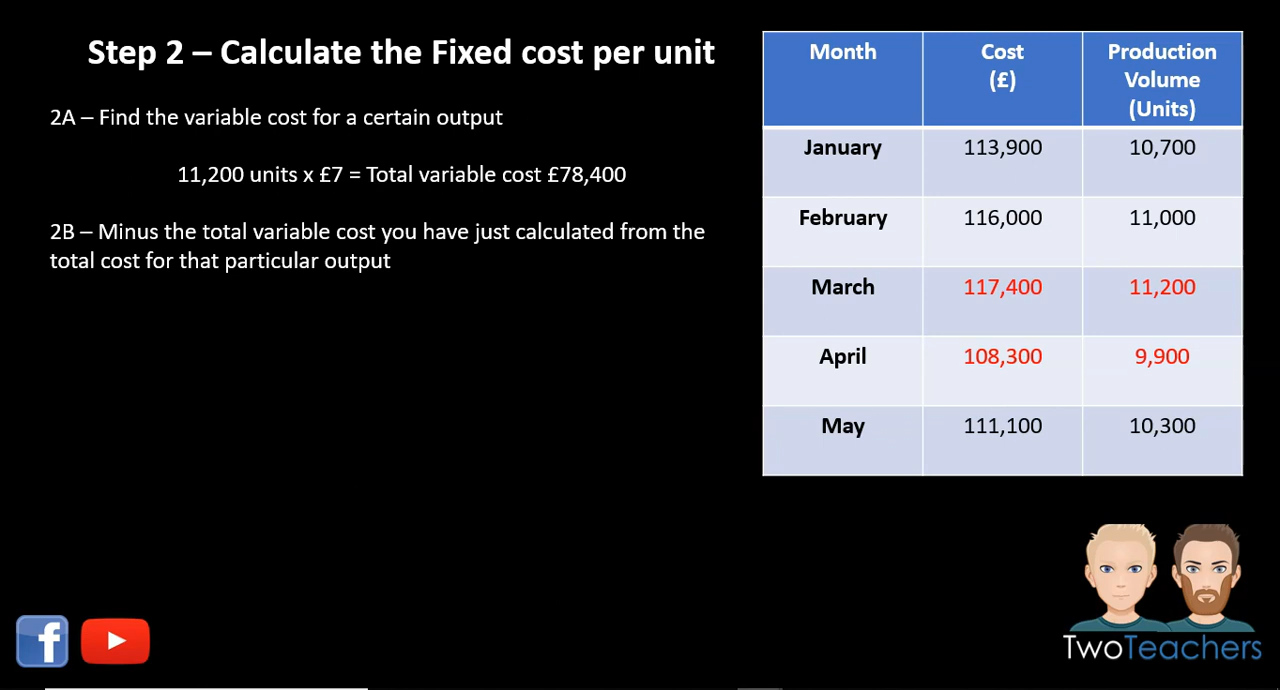 Step 2 – Calculate the Fixed cost per unit
2A – Find the variable cost for a certain output
11,200 units x £7 = Total variable cost £78,400
2B – Minus the total variable cost you have just calculated from the
total cost for that particular output
Month Cost (£) Production Volume (Units)
January 113,900 10,700
February 116,000 11,000
March 117,400 11,200
April 108,300 9,900
May 111,100 10,300
f
TwoTeachers